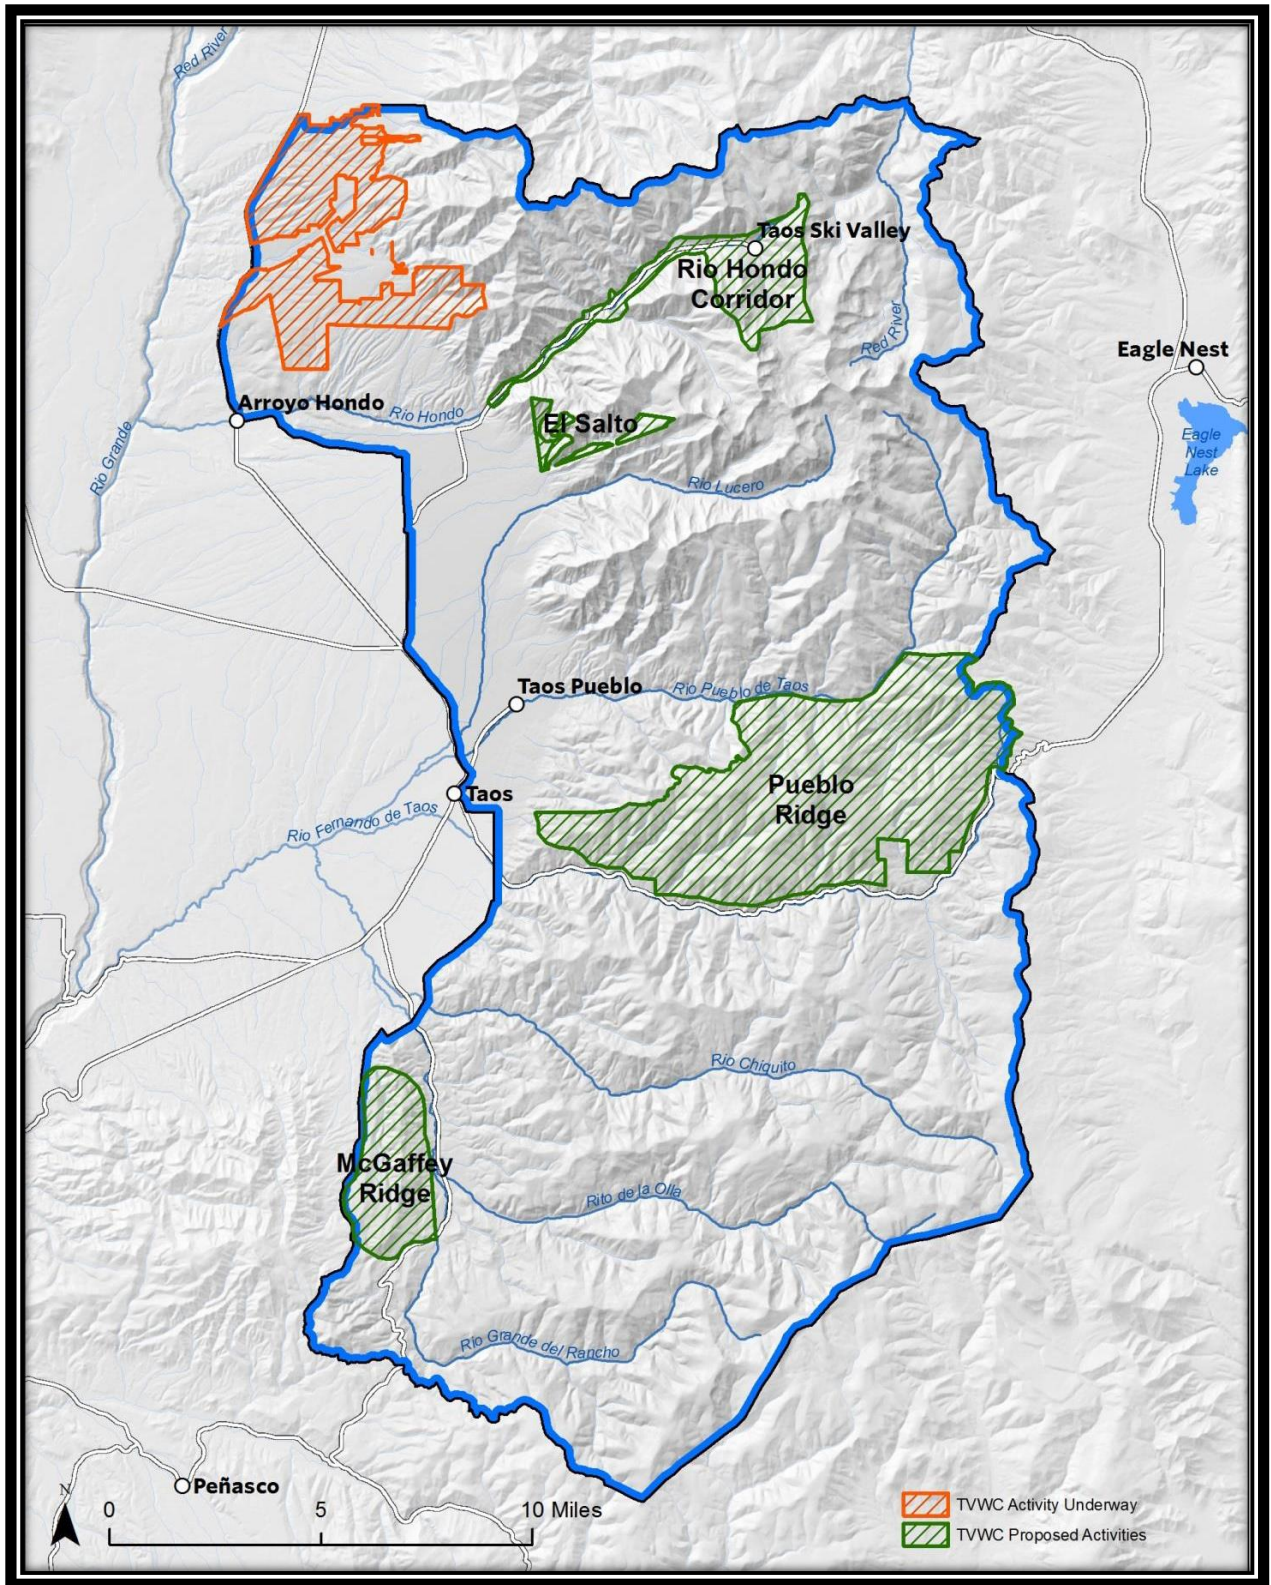 Red River
Taos Ski Valley
Rio Hondo
Corridor
Red River
Eagle Nest
Arroyo Hondo
Rio Hondo
El Salto
Eagle
Nest
Lake
Rio Grande
Rio Lucero
Taos Pueblo
Rio Pueblo de Taos
Pueblo
Ridge
Taos
Rio Fernando de Taos
Rio Chiquito
McGaffey
Ridge
Rito de la Olla
Rio Grande del Rancho
Peñasco
N
0 5 10 Miles
TVWC Activity Underway
TVWC Proposed Activities